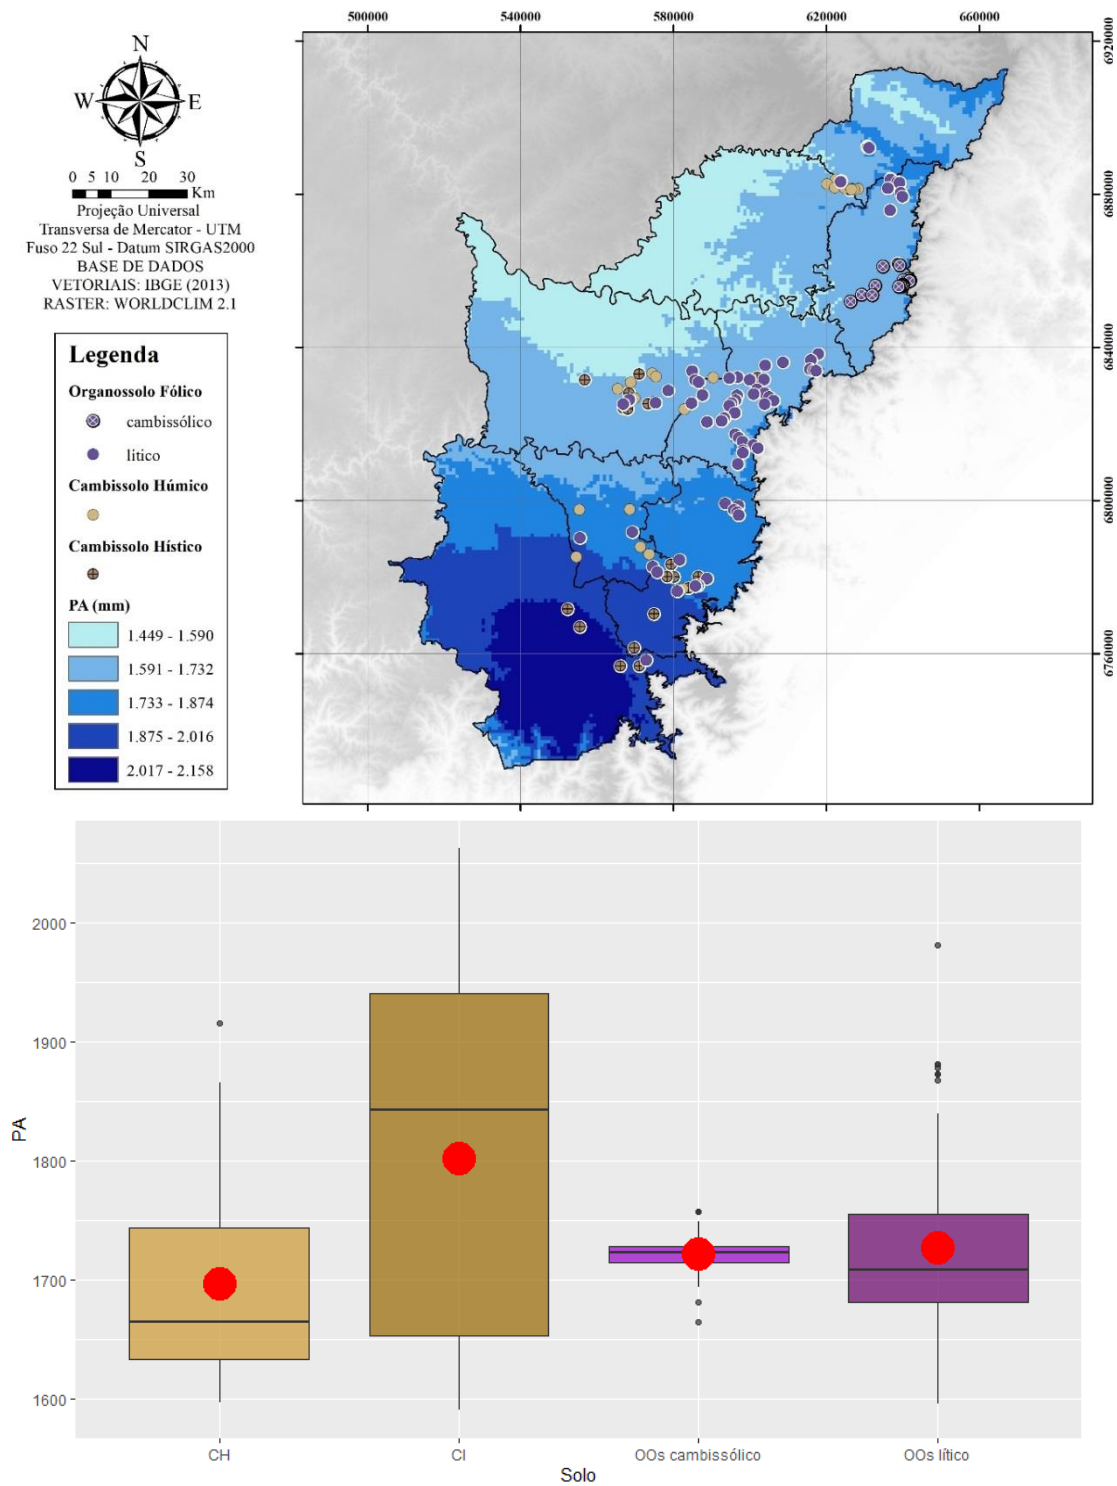 500000 540000 580000 620000 660000
N
W E
S
0 5 10 20 30
Km
Projeção Universal
Transversa de Mercator - UTM
Fuso 22 Sul - Datum SIRGAS2000
BASE DE DADOS
VETORIAIS: IBGE (2013)
RASTER: WORLDCLIM 2.1
Legenda
Organossolo Fólico
cambissólico
lítico
Cambissolo Húmico
Cambissolo Hístico
PA (mm)
1.449 - 1.590
1.591 - 1.732
1.733 - 1.874
1.875 - 2.016
2.017 - 2.158
6920000
6880000
6840000
6800000
6760000
PA
2000
1900
1800
1700
1600
CH CI OOs cambissólico OOs lítico
Solo